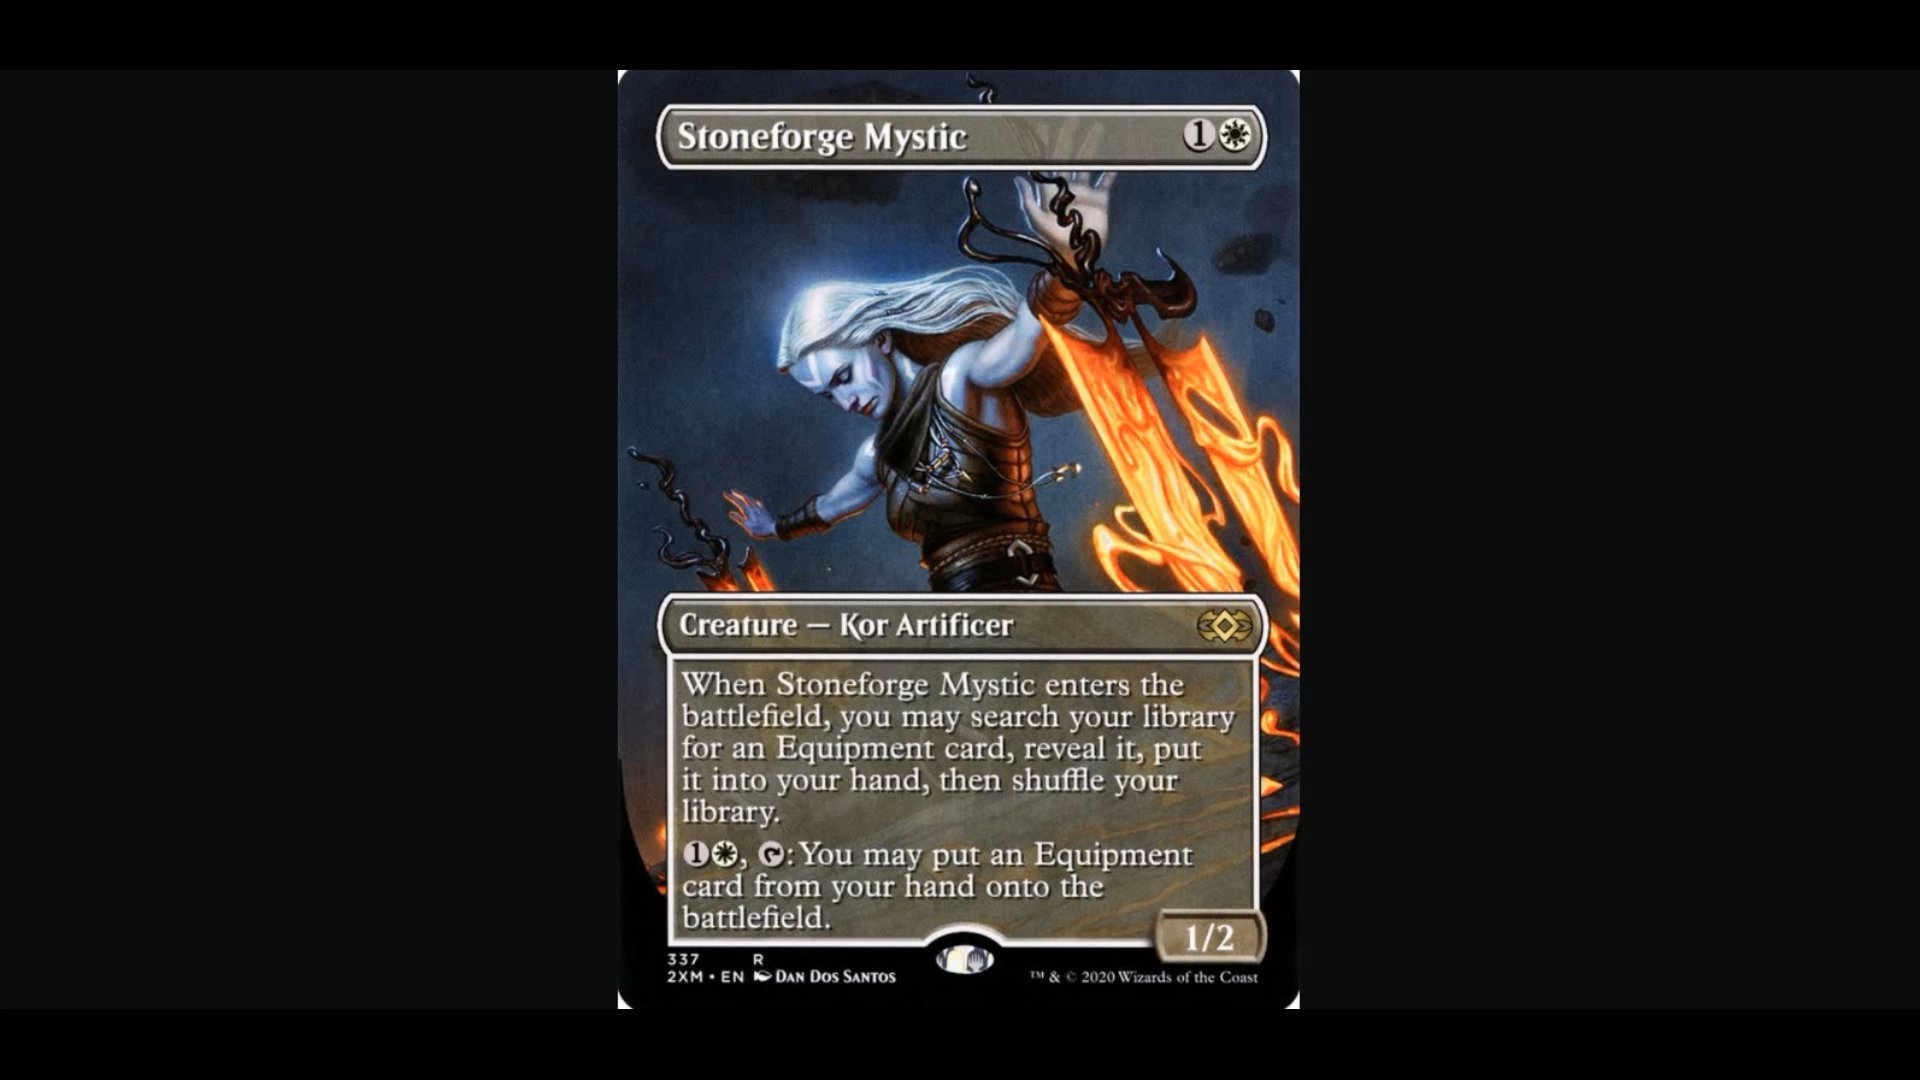 Stoneforge Mystic 1
Creature — Kor Artificer
When Stoneforge Mystic enters the
battlefield, you may search your library
for an Equipment card, reveal it, put
it into your hand, then shuffle your
library.
1, : You may put an Equipment
card from your hand onto the
battlefield.
1/2
337 R
2XM • EN DAN DOS SANTOS
™ & © 2020 Wizards of the Coast